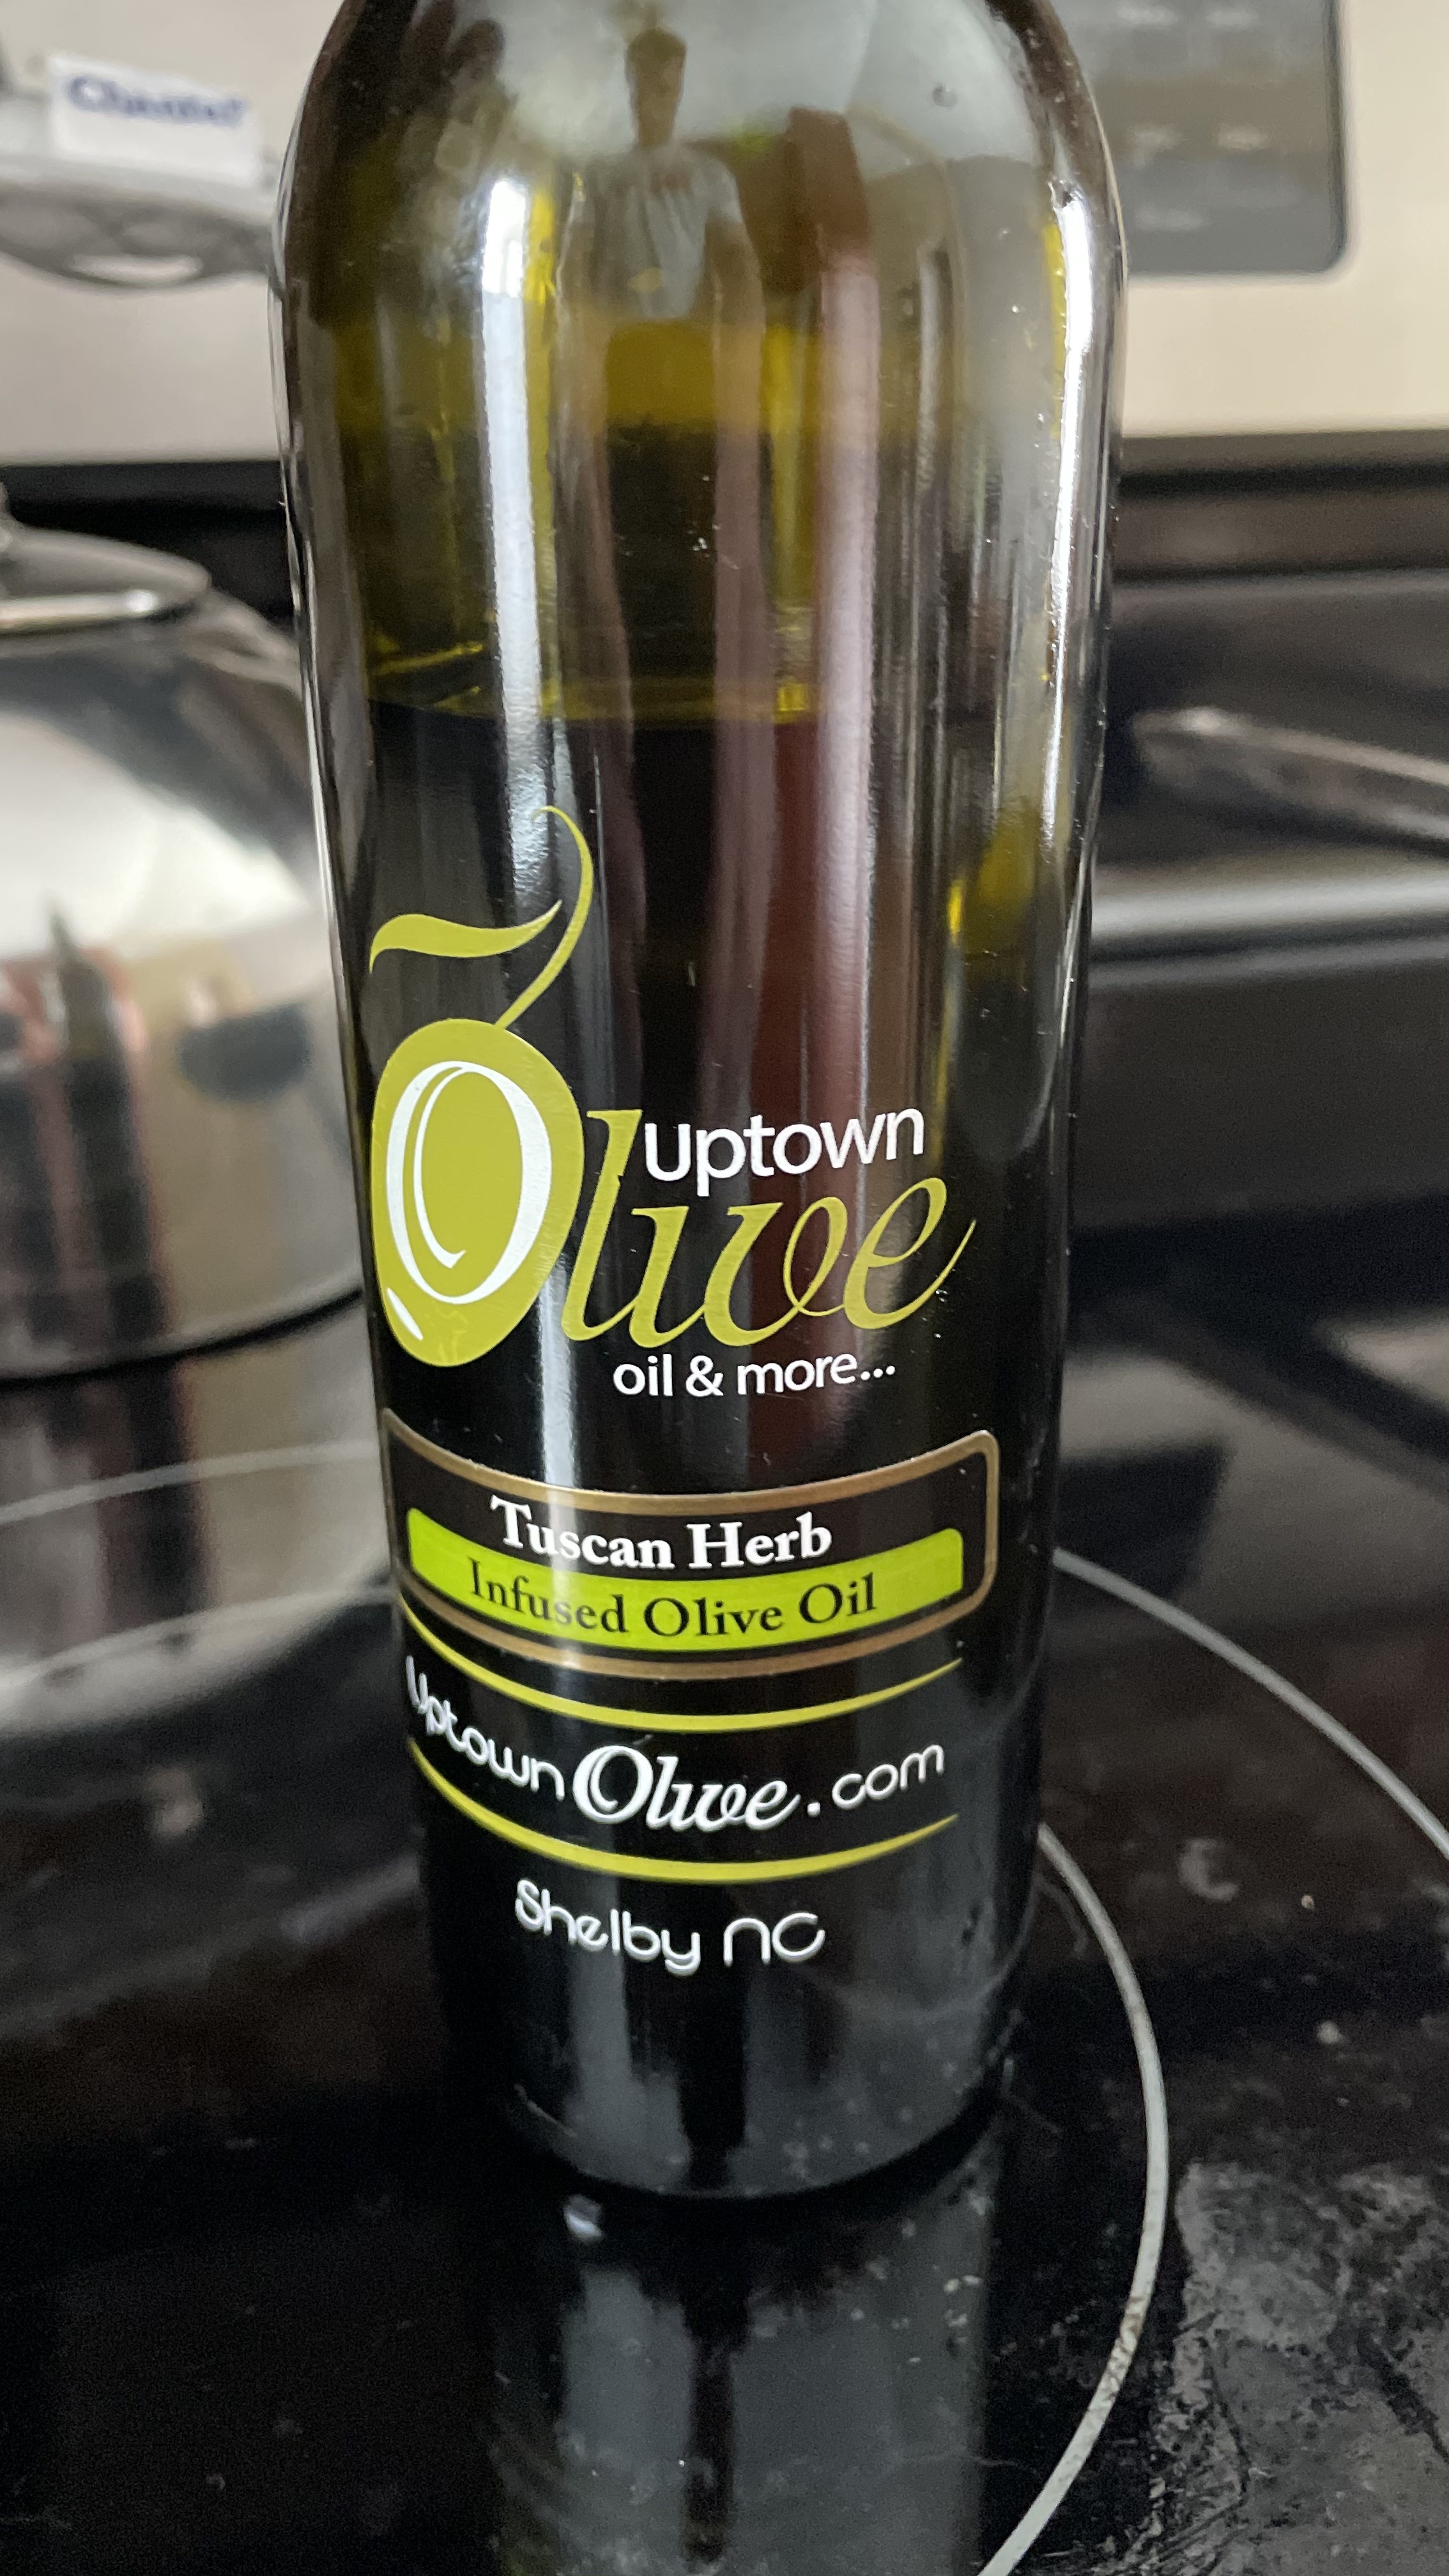 Uptown
Olive
oil & more...
Tuscan Herb
Infused Olive Oil
UptownOlive.com
Shelby NC